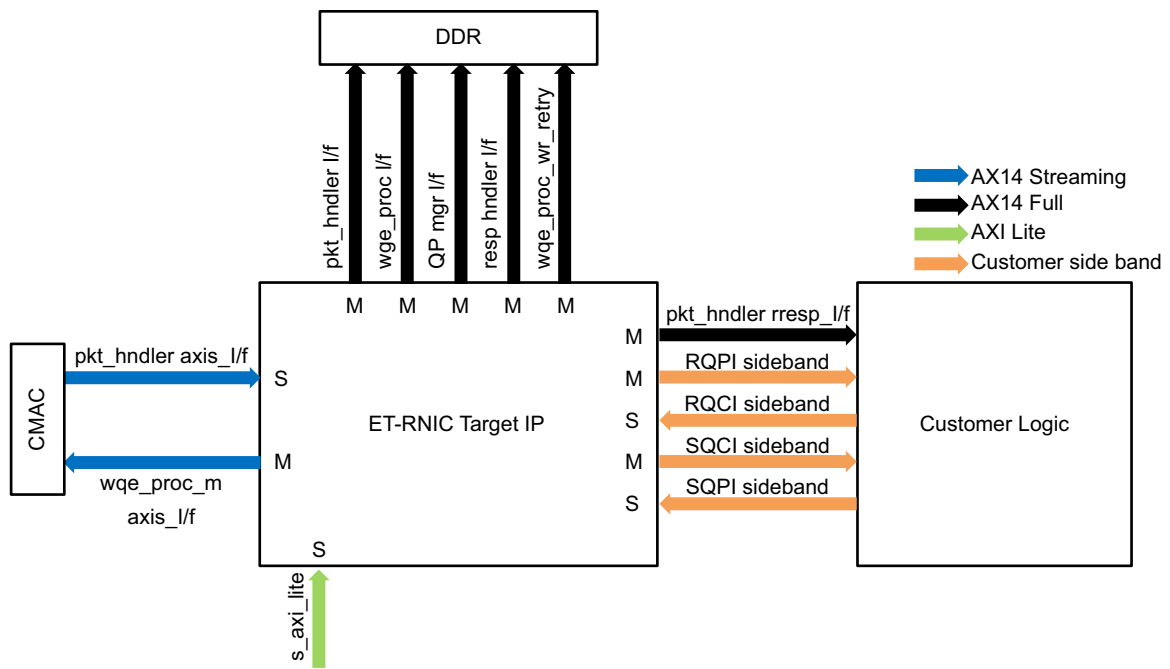 DDR
pkt_hndler I/f
wge_proc I/f
QP mgr I/f
resp hndler I/f
wqe_proc_wr_retry
AX14 Streaming
AX14 Full
AXI Lite
Customer side band
M
M
M
M
M
M
pkt_hndler rresp_I/f
CMAC
pkt_hndler axis_I/f
S
M
RQPI sideband
ET-RNIC Target IP
S
RQCI sideband
Customer Logic
M
wqe_proc_m
axis_I/f
M
SQCI sideband
S
SQPI sideband
S
s_axi_lite